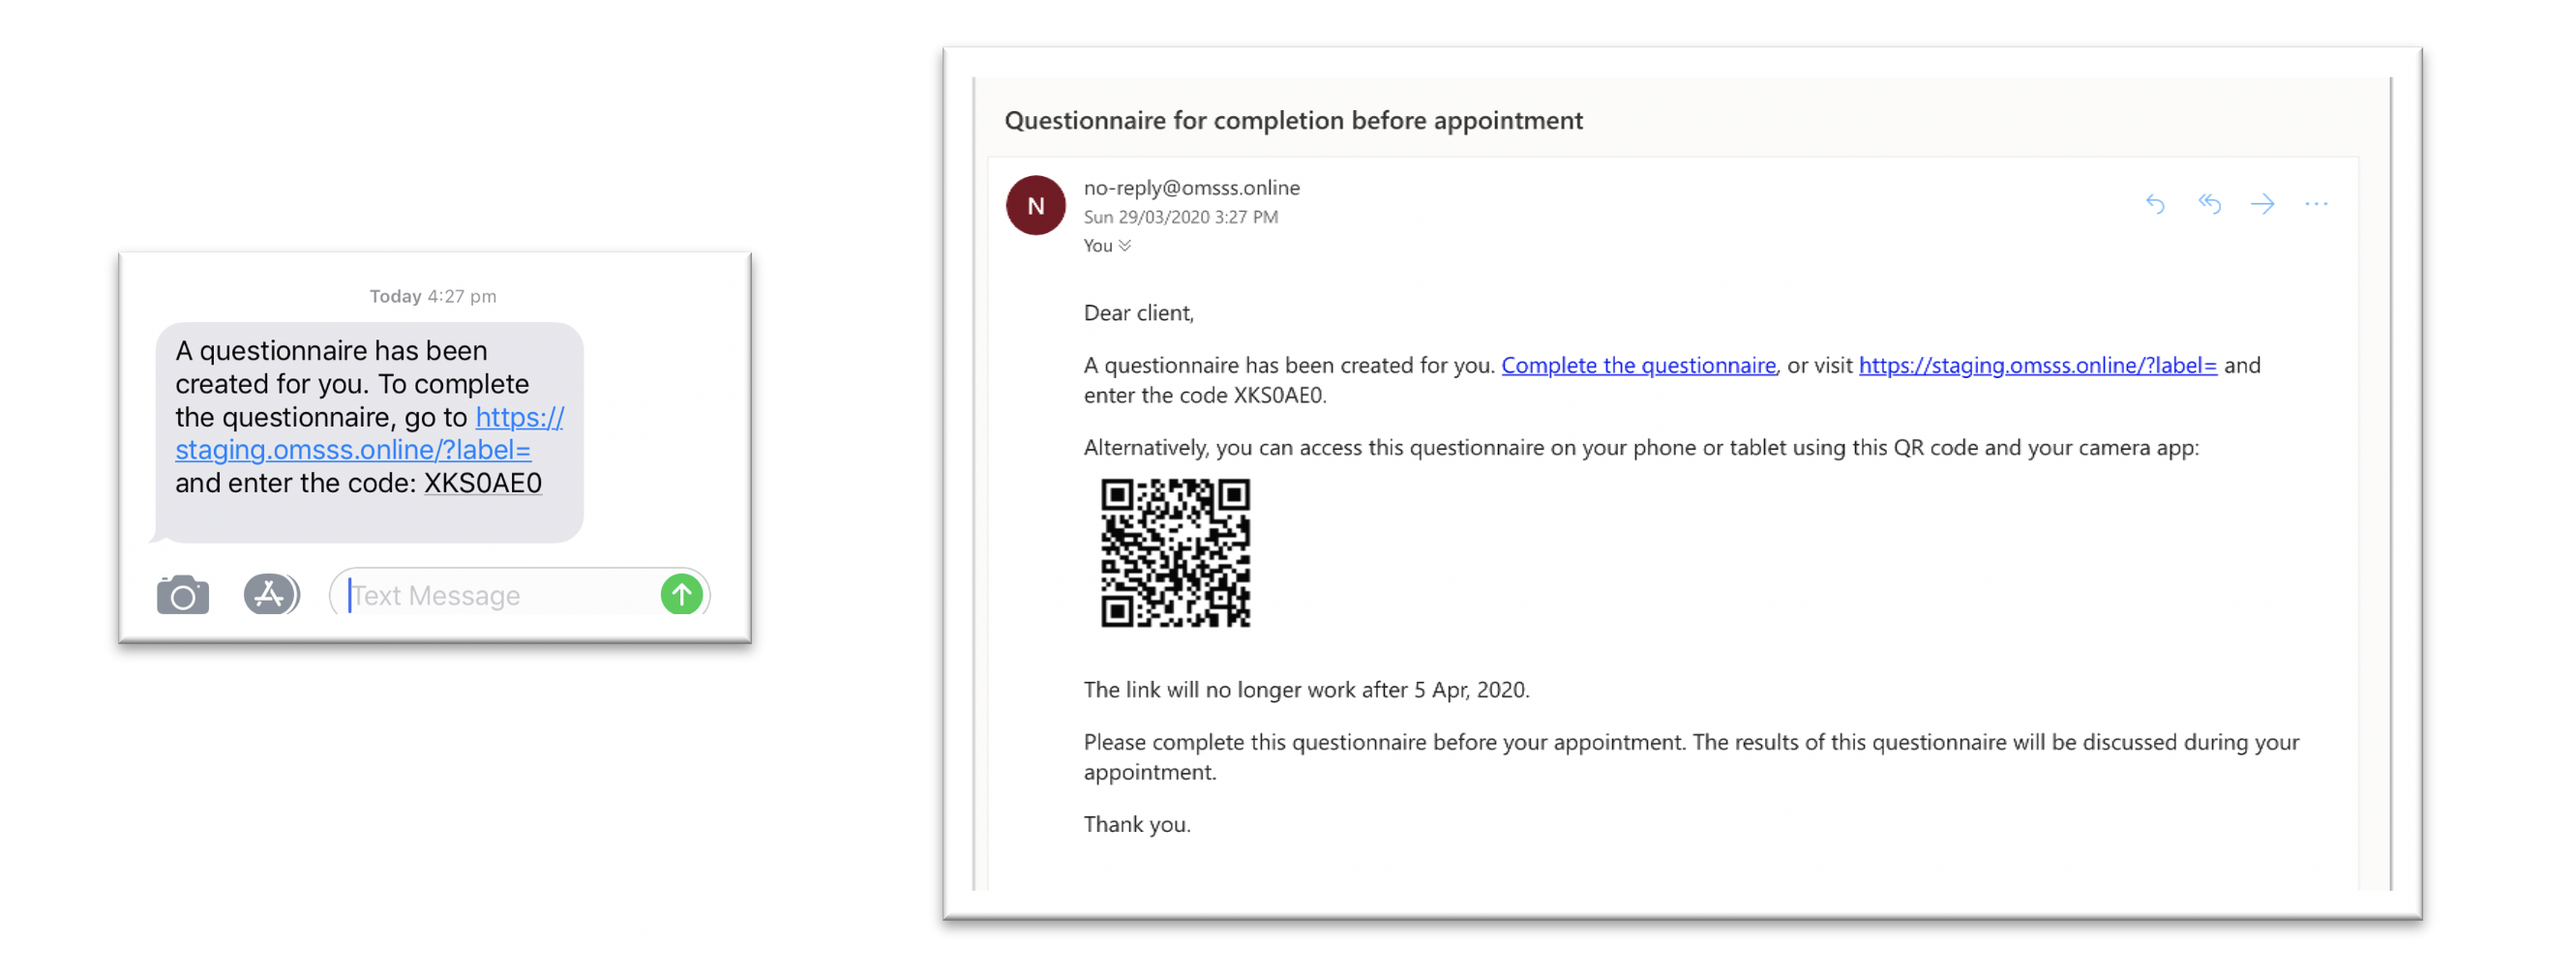 Today 4:27 pm
A questionnaire has been
created for you. To complete
the questionnaire, go to https://
staging.omsss.online/?label=
and enter the code: XKS0AE0
Text Message
Questionnaire for completion before appointment
N
no-reply@omsss.online
Sun 29/03/2020 3:27 PM
You
Dear client,
A questionnaire has been created for you. Complete the questionnaire, or visit https://staging.omsss.online/?label= and
enter the code XKS0AE0.
Alternatively, you can access this questionnaire on your phone or tablet using this QR code and your camera app:
The link will no longer work after 5 Apr, 2020.
Please complete this questionnaire before your appointment. The results of this questionnaire will be discussed during your
appointment.
Thank you.